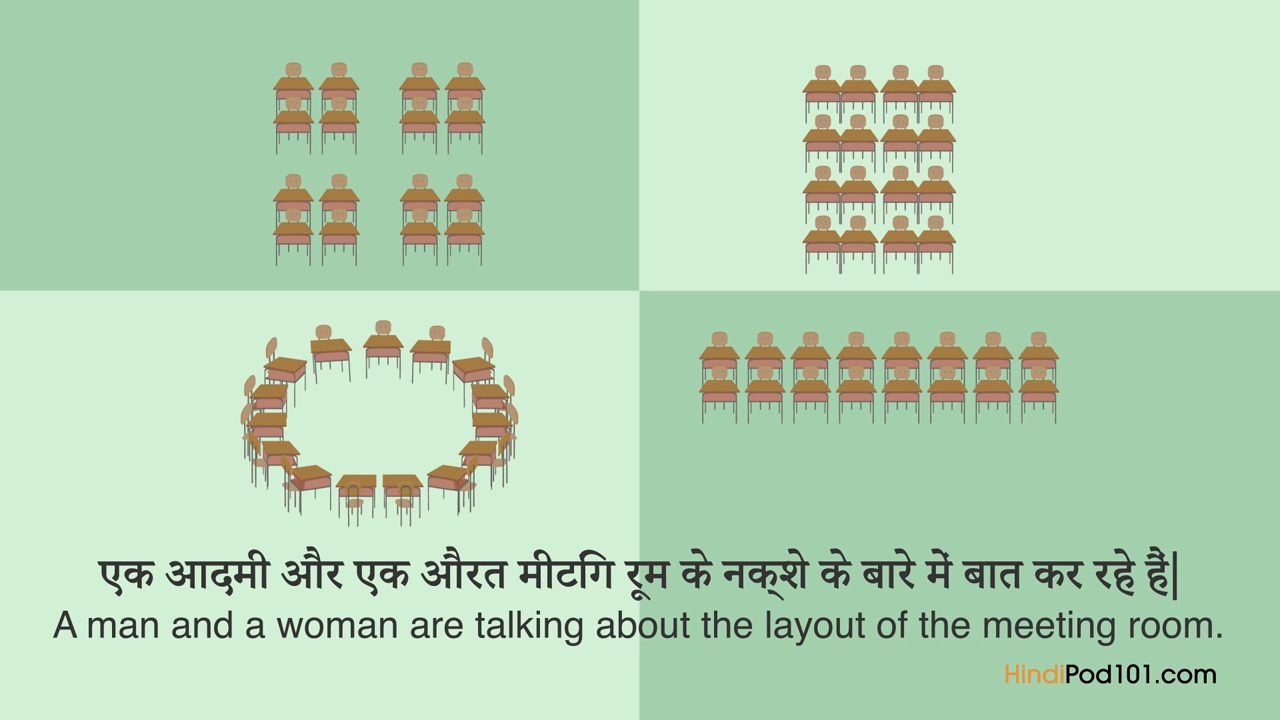 एक आदमी और एक औरत मीटगि रूम के नक्शे के बारे में बात कर रहे हैं|
A man and a woman are talking about the layout of the meeting room.
HindiPod101.com